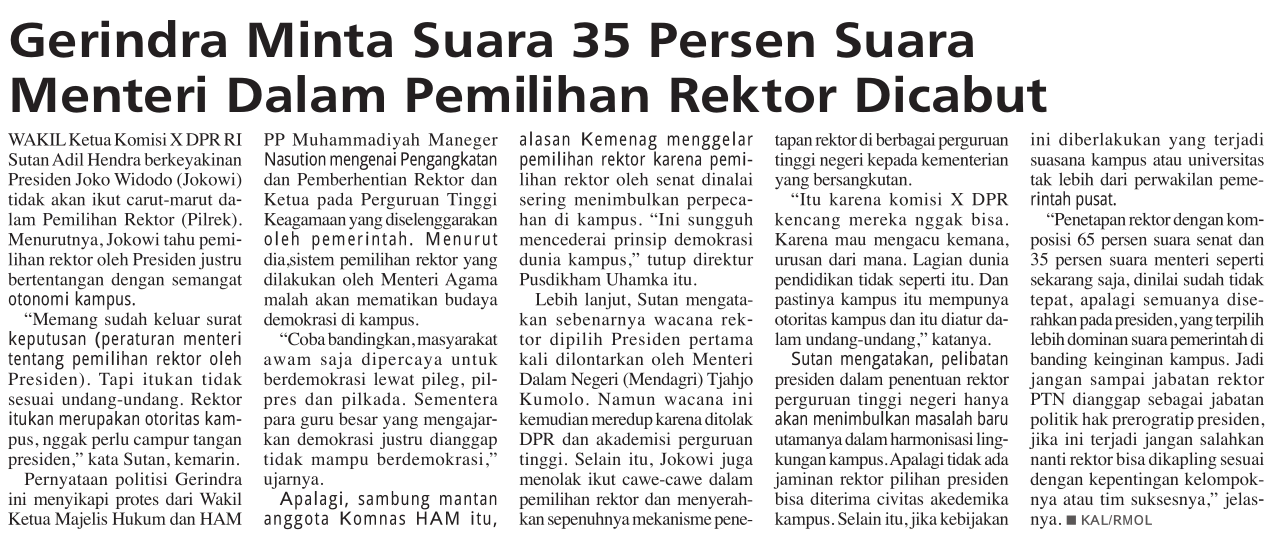 Gerindra Minta Suara 35 Persen Suara
Menteri Dalam Pemilihan Rektor Dicabut
WAKIL Ketua Komisi X DPR RI
Sutan Adil Hendra berkeyakinan
Presiden Joko Widodo (Jokowi)
tidak akan ikut carut-marut da-
lam Pemilihan Rektor (Pilrek).
Menurutnya, Jokowi tahu pemi-
lihan rektor oleh Presiden justru
bertentangan dengan semangat
otonomi kampus.
“Memang sudah keluar surat
keputusan (peraturan menteri
tentang pemilihan rektor oleh
Presiden). Tapi itukan tidak
sesuai undang-undang. Rektor
itukan merupakan otoritas kam-
pus, nggak perlu campur tangan
presiden,” kata Sutan, kemarin.
Pernyataan politisi Gerindra
ini menyikapi protes dari Wakil
Ketua Majelis Hukum dan HAM
PP Muhammadiyah Maneger
Nasution mengenai Pengangkatan
dan Pemberhentian Rektor dan
Ketua pada Perguruan Tinggi
Keagamaan yang diselenggarakan
oleh pemerintah. Menurut
dia,sistem pemilihan rektor yang
dilakukan oleh Menteri Agama
malah akan mematikan budaya
demokrasi di kampus.
“Coba bandingkan, masyarakat
awam saja dipercaya untuk
berdemokrasi lewat pileg, pil-
pres dan pilkada. Sementera
para guru besar yang mengajar-
kan demokrasi justru dianggap
tidak mampu berdemokrasi,”
ujarnya.
Apalagi, sambung mantan
anggota Komnas HAM itu,
alasan Kemenag menggelar
pemilihan rektor karena pemi-
lihan rektor oleh senat dinalai
sering menimbulkan perpeca-
han di kampus. “Ini sungguh
mencederai prinsip demokrasi
dunia kampus,” tutup direktur
Pusdikham Uhamka itu.
Lebih lanjut, Sutan mengata-
kan sebenarnya wacana rek-
tor dipilih Presiden pertama
kali dilontarkan oleh Menteri
Dalam Negeri (Mendagri) Tjahjo
Kumolo. Namun wacana ini
kemudian meredup karena ditolak
DPR dan akademisi perguruan
tinggi. Selain itu, Jokowi juga
menolak ikut cawe-cawe dalam
pemilihan rektor dan menyerah-
kan sepenuhnya mekanisme pene-
tapan rektor di berbagai perguruan
tinggi negeri kepada kementerian
yang bersangkutan.
“Itu karena komisi X DPR
kencang mereka nggak bisa.
Karena mau mengacu kemana,
urusan dari mana. Lagian dunia
pendidikan tidak seperti itu. Dan
pastinya kampus itu mempunya
otoritas kampus dan itu diatur da-
lam undang-undang,” katanya.
Sutan mengatakan, pelibatan
presiden dalam penentuan rektor
perguruan tinggi negeri hanya
akan menimbulkan masalah baru
utamanya dalam harmonisasi ling-
kungan kampus. Apalagi tidak ada
jaminan rektor pilihan presiden
bisa diterima civitas akedemika
kampus. Selain itu, jika kebijakan
ini diberlakukan yang terjadi
suasana kampus atau universitas
tak lebih dari perwakilan peme-
rintah pusat.
“Penetapan rektor dengan kom-
posisi 65 persen suara senat dan
35 persen suara menteri seperti
sekarang saja, dinilai sudah tidak
tepat, apalagi semuanya dise-
rahkan pada presiden, yang terpilih
lebih dominan suara pemerintah di
banding keinginan kampus. Jadi
jangan sampai jabatan rektor
PTN dianggap sebagai jabatan
politik hak prerogratip presiden,
jika ini terjadi jangan salahkan
nanti rektor bisa dikapling sesuai
dengan kepentingan kelompok-
nya atau tim suksesnya,” jelas-
nya. ■ KAL/RMOL